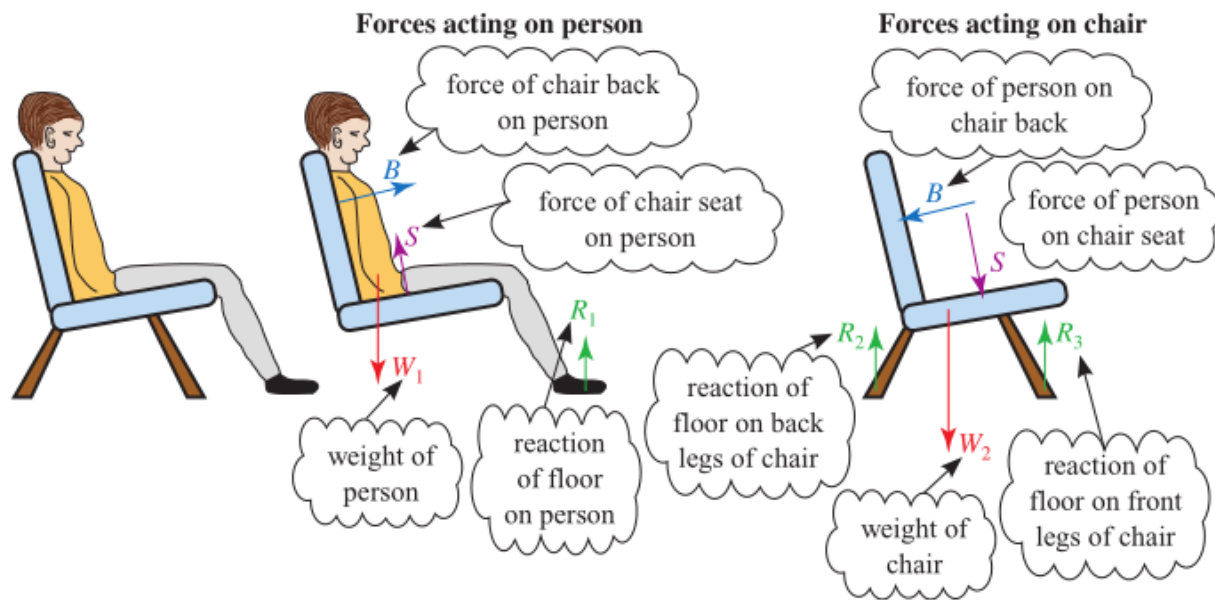 Forces acting on person
force of chair back
on person
B
force of chair seat
on person
S
R₁
W₁
weight of
person
reaction
of floor
on person
Forces acting on chair
force of person on
chair back
B
force of person
on chair seat
S
R₂
R₃
reaction of
floor on back
legs of chair
W₂
weight of
chair
reaction of
floor on front
legs of chair